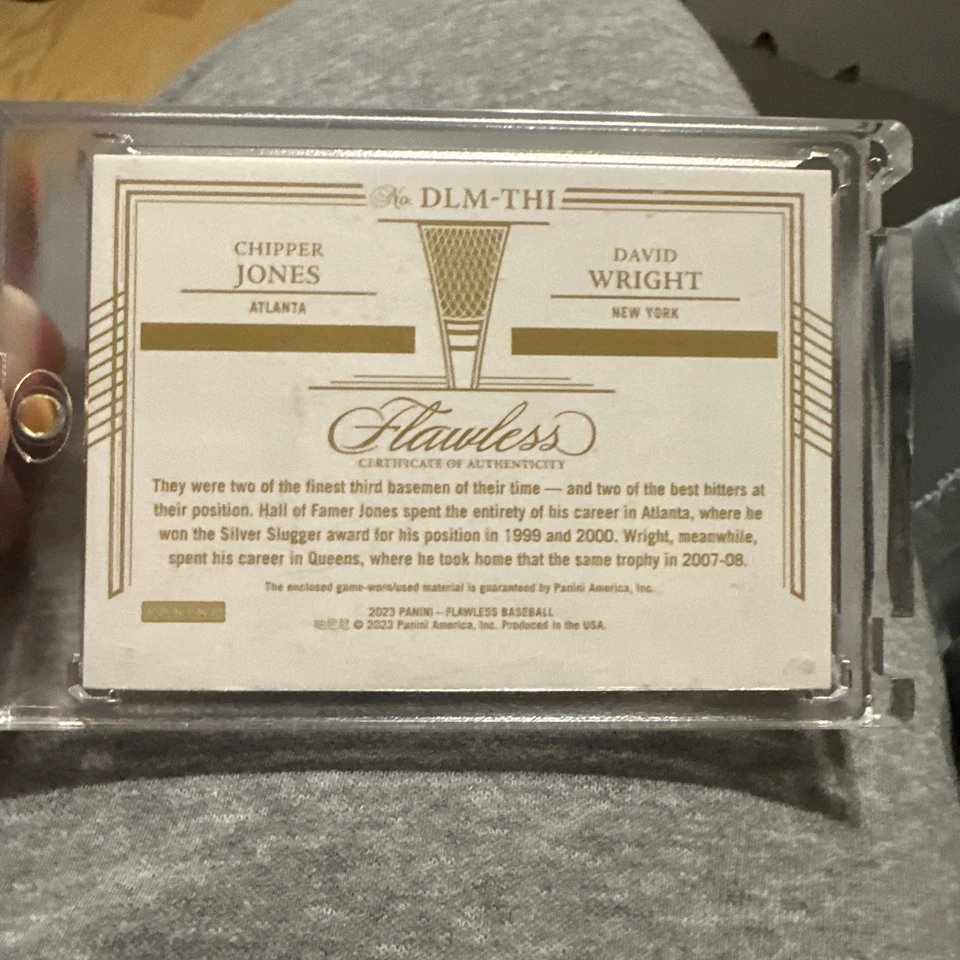 No. DLM-THI
CHIPPER
JONES
ATLANTA
DAVID
WRIGHT
NEW YORK
Flawless
CERTIFICATE OF AUTHENTICITY
They were two of the finest third basemen of their time — and two of the best hitters at
their position. Hall of Famer Jones spent the entirety of his career in Atlanta, where he
won the Silver Slugger award for his position in 1999 and 2000. Wright, meanwhile,
spent his career in Queens, where he took home that the same trophy in 2007-08.
The enclosed game-worn/used material is guaranteed by Panini America, Inc.
2023 PANINI – FLAWLESS BASEBALL
帕尼尼 © 2023 Panini America, Inc. Produced in the USA.